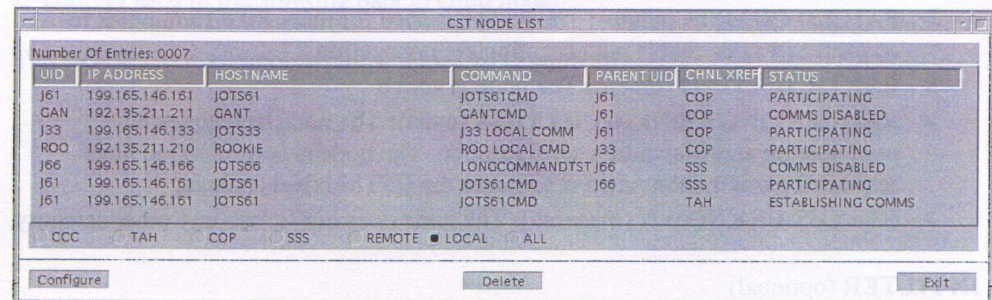 CST NODE LIST
Number Of Entries: 0007
UID IP ADDRESS HOSTNAME COMMAND PARENT UID CHNL XREF STATUS
J61 199.165.146.161 JOTS61 JOTS61CMD J61 COP PARTICIPATING
GAN 192.135.211.211 GANT GANTCMD J61 COP COMMS DISABLED
J33 199.165.146.133 JOTS33 J33 LOCAL COMM J61 COP PARTICIPATING
ROO 192.135.211.210 ROOKIE ROO LOCAL CMD J33 COP PARTICIPATING
J66 199.165.146.166 JOTS66 LONGCOMMANDTST J66 SSS COMMS DISABLED
J61 199.165.146.161 JOTS61 JOTS61CMD J66 SSS PARTICIPATING
J61 199.165.146.161 JOTS61 JOTS61CMD TAH ESTABLISHING COMMS
CCC TAH COP SSS REMOTE LOCAL ALL
Configure Delete Exit
TER (optional)